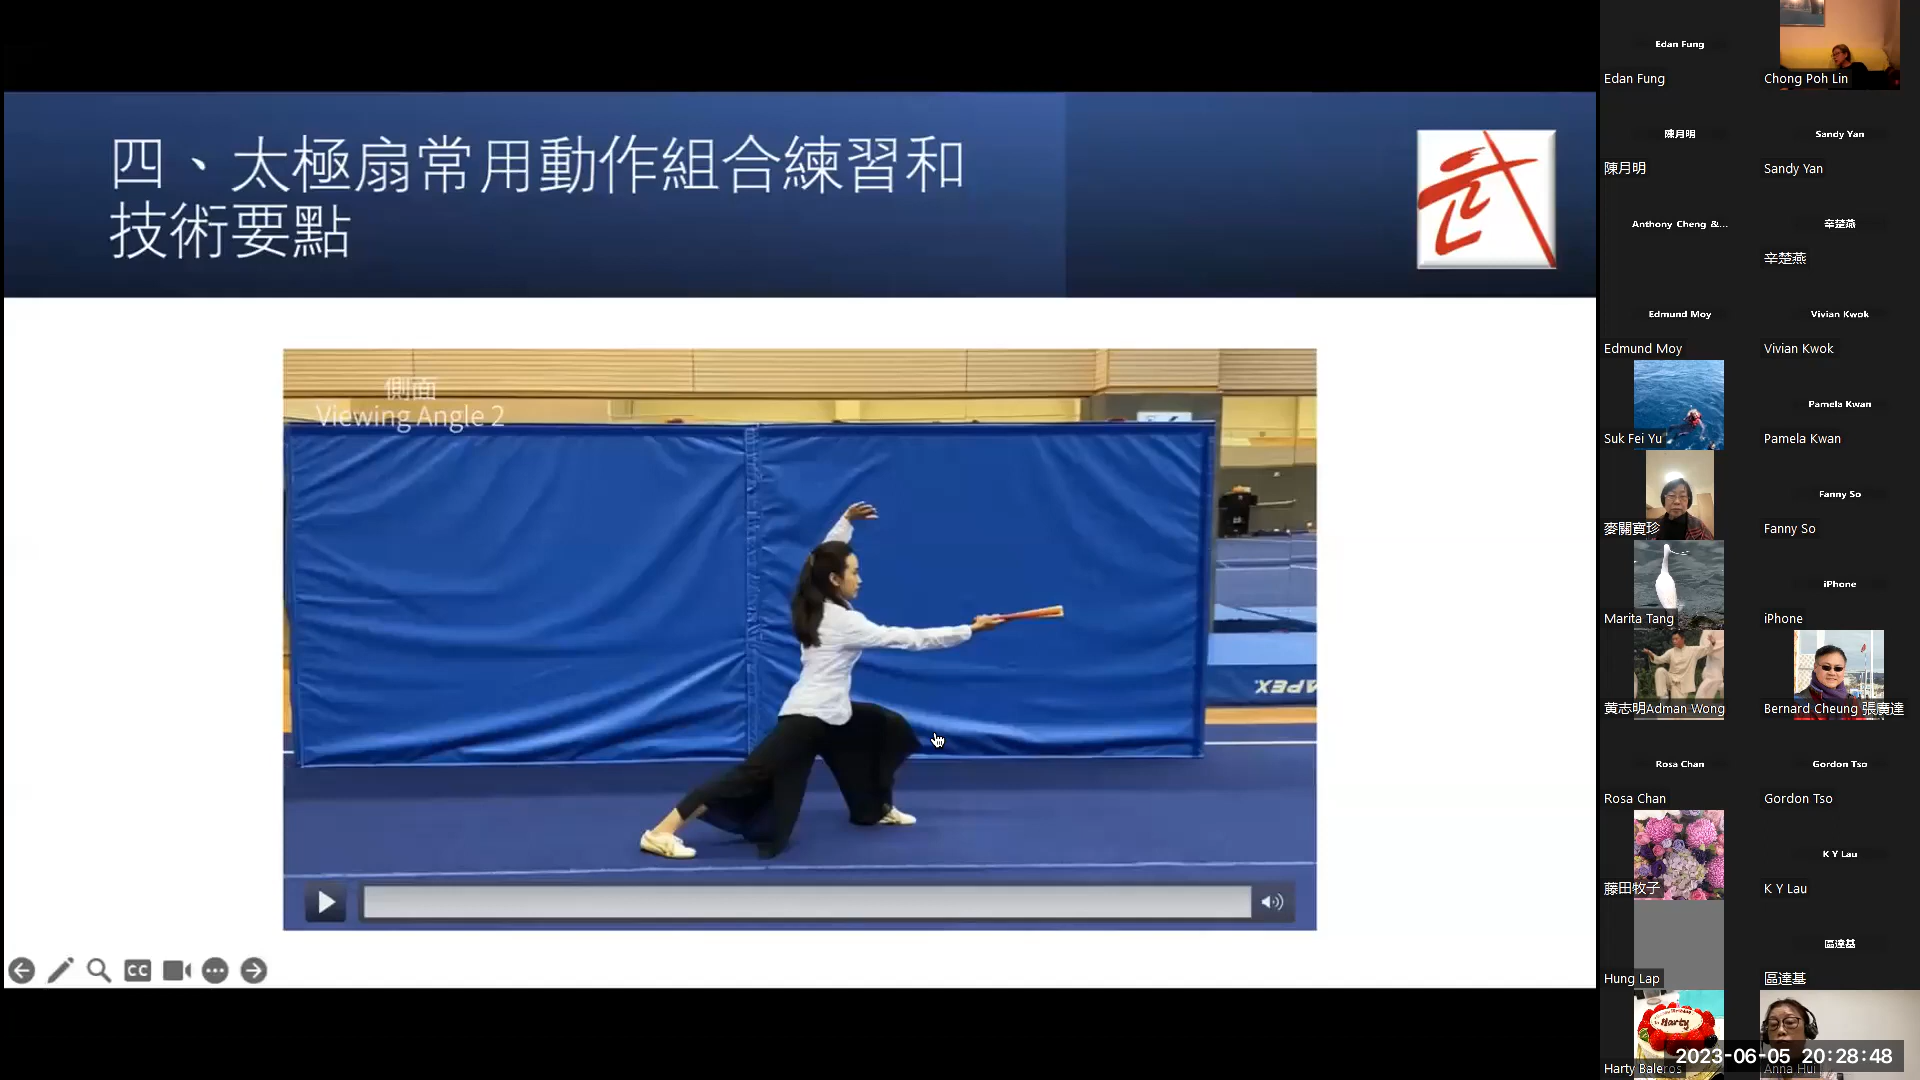 四、太極扇常用動作組合練習和
技術要點
武
側面
Viewing Angle 2
APEX
CC
Edan Fung
Edan Fung
Chong Poh Lin
陳月明
陳月明
Sandy Yan
Sandy Yan
Anthony Cheng &...
辛楚燕
辛楚燕
Edmund Moy
Edmund Moy
Vivian Kwok
Vivian Kwok
Suk Fei Yu
Pamela Kwan
Pamela Kwan
麥關寶珍
Fanny So
Fanny So
Marita Tang
iPhone
iPhone
黃志明Adman Wong
Bernard Cheung 張廣達
Rosa Chan
Rosa Chan
Gordon Tso
Gordon Tso
藤田牧子
K Y Lau
K Y Lau
Hung Lap
區達基
區達基
Harty
Harty Baleros
Anna Hui
2023-06-05 20:28:48